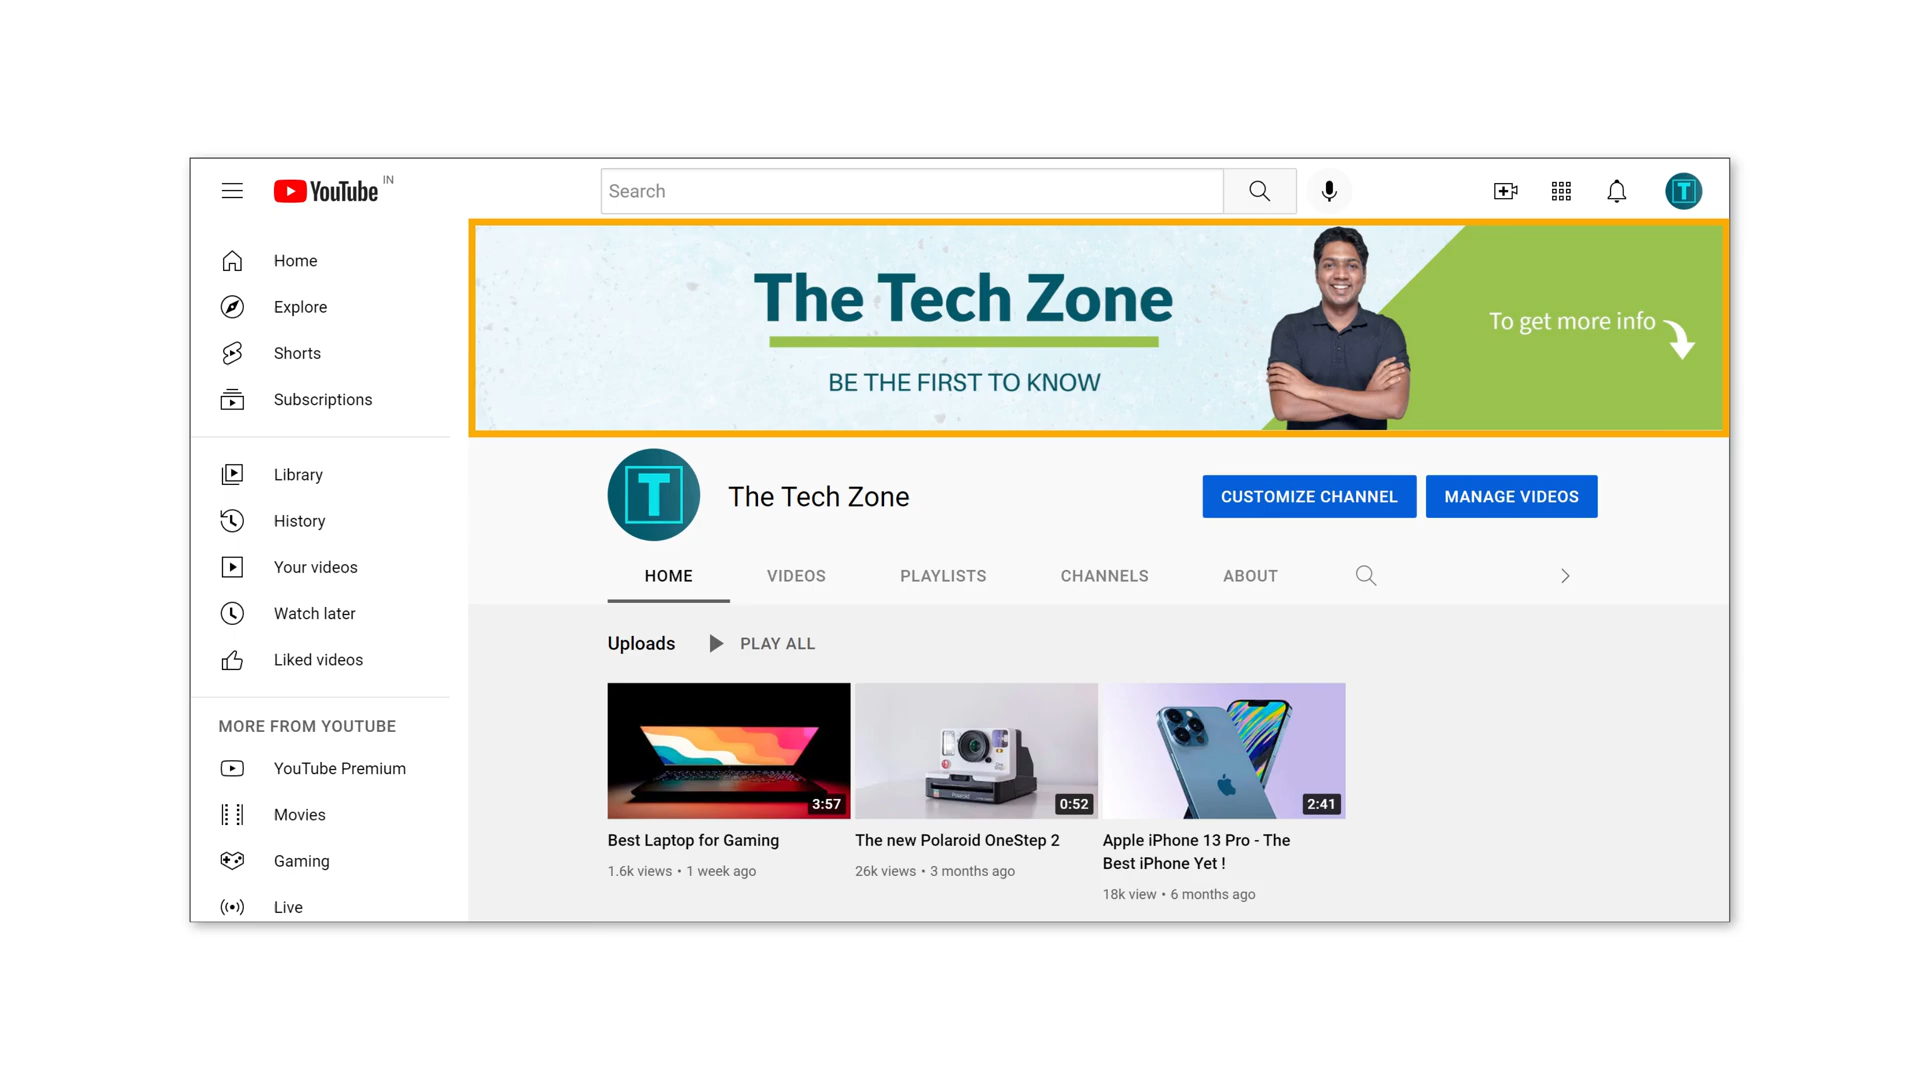 YouTube IN
Search
T
Home
Explore
Shorts
Subscriptions
Library
History
Your videos
Watch later
Liked videos
MORE FROM YOUTUBE
YouTube Premium
Movies
Gaming
Live
The Tech Zone
BE THE FIRST TO KNOW
To get more info
T
The Tech Zone
CUSTOMIZE CHANNEL
MANAGE VIDEOS
HOME VIDEOS PLAYLISTS CHANNELS ABOUT
Uploads PLAY ALL
3:57
Best Laptop for Gaming
1.6k views • 1 week ago
Polaroid
0:52
The new Polaroid OneStep 2
26k views • 3 months ago
2:41
Apple iPhone 13 Pro - The
Best iPhone Yet !
18k view • 6 months ago